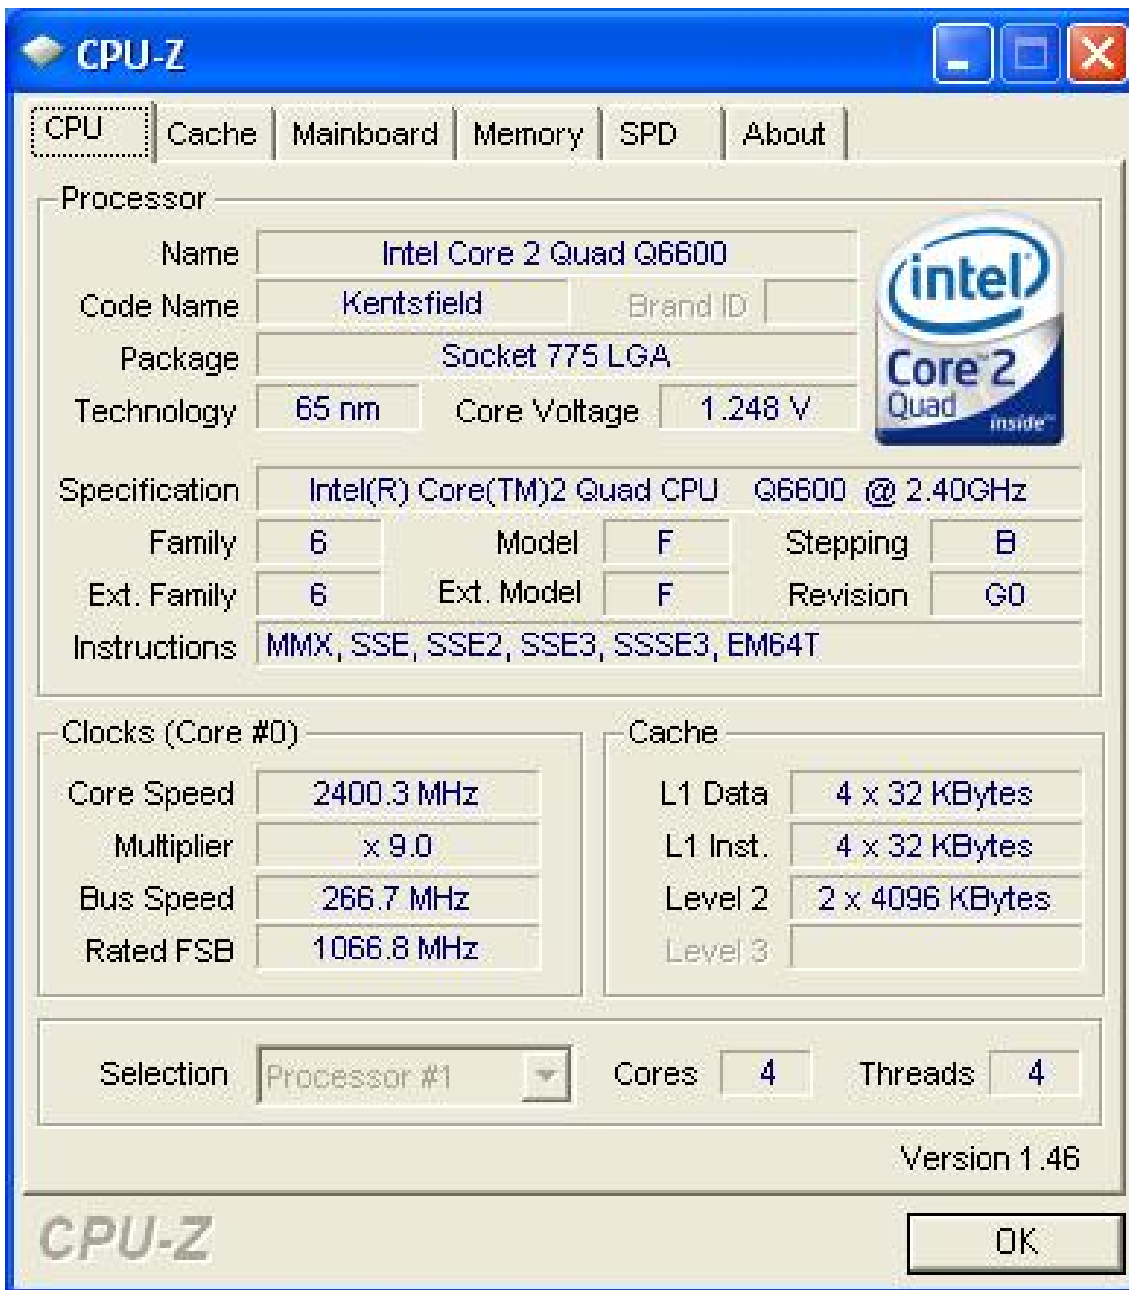 CPU-Z
CPU Cache Mainboard Memory SPD About
Processor
Name Intel Core 2 Quad Q6600
Code Name Kentsfield Brand ID
Package Socket 775 LGA
Technology 65 nm Core Voltage 1.248 V
intel
Core™2
Quad
inside™
Specification Intel(R) Core(TM)2 Quad CPU Q6600 @ 2.40GHz
Family 6 Model F Stepping B
Ext. Family 6 Ext. Model F Revision G0
Instructions MMX, SSE, SSE2, SSE3, SSSE3, EM64T
Clocks (Core #0)
Core Speed 2400.3 MHz
Multiplier x 9.0
Bus Speed 266.7 MHz
Rated FSB 1066.8 MHz
Cache
L1 Data 4 x 32 KBytes
L1 Inst. 4 x 32 KBytes
Level 2 2 x 4096 KBytes
Level 3
Selection Processor #1 Cores 4 Threads 4
Version 1.46
CPU-Z OK